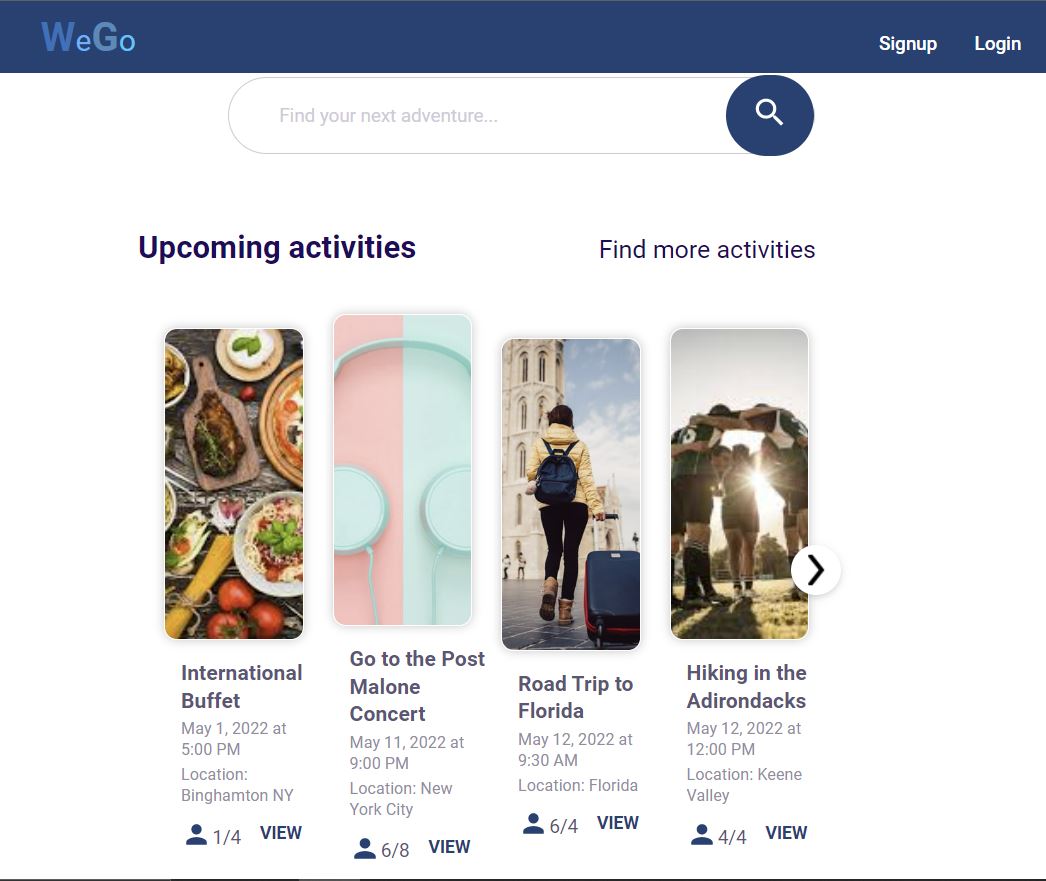 WeGo
Signup
Login
Find your next adventure...
Upcoming activities
Find more activities
International
Buffet
May 1, 2022 at
5:00 PM
Location:
Binghamton NY
1/4
VIEW
Go to the Post
Malone
Concert
May 11, 2022 at
9:00 PM
Location: New
York City
6/8
VIEW
Road Trip to
Florida
May 12, 2022 at
9:30 AM
Location: Florida
6/4
VIEW
Hiking in the
Adirondacks
May 12, 2022 at
12:00 PM
Location: Keene
Valley
4/4
VIEW